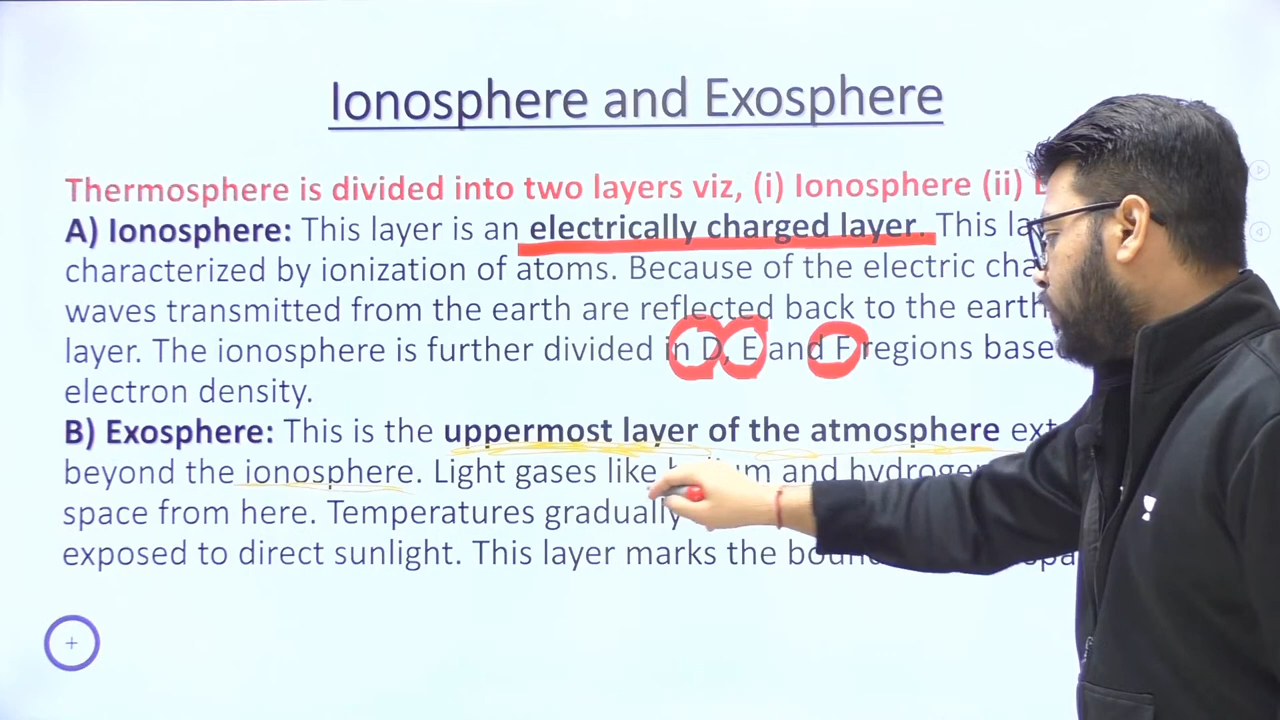 Ionosphere and Exosphere
Thermosphere is divided into two layers viz, (i) Ionosphere (ii)
A) Ionosphere: This layer is an electrically charged layer. This
characterized by ionization of atoms. Because of the electric
waves transmitted from the earth are reflected back to the earth
layer. The ionosphere is further divided in D, E and F regions
electron density.
B) Exosphere: This is the uppermost layer of the atmosphere
beyond the ionosphere. Light gases like and
space from here. Temperatures gradually
exposed to direct sunlight. This layer marks the